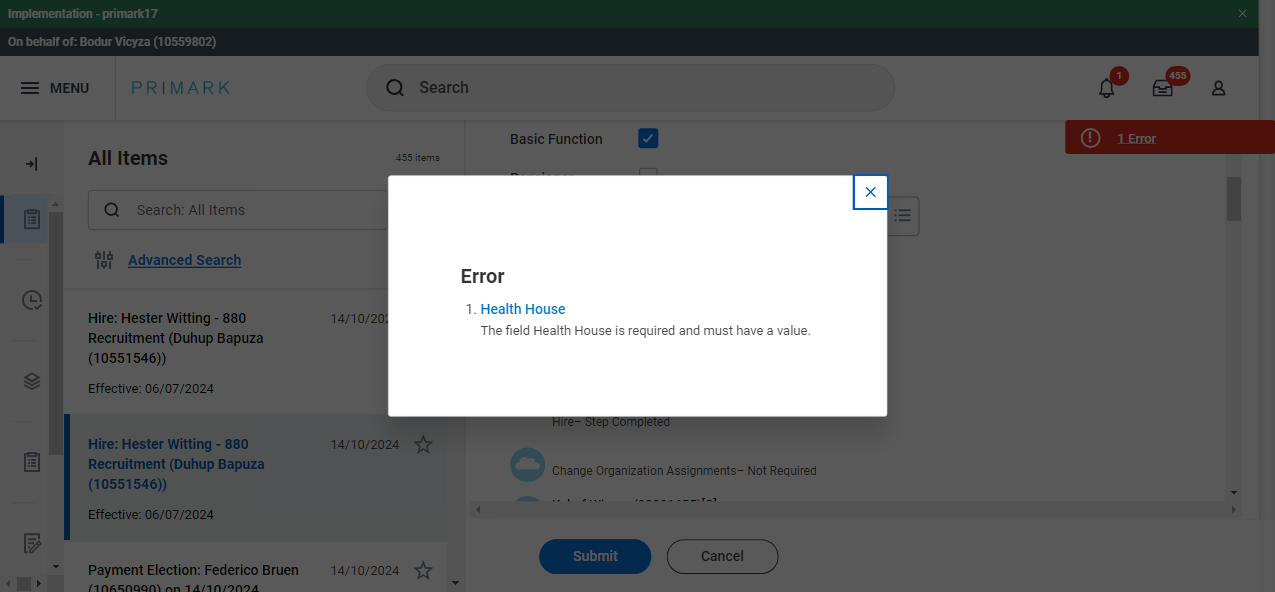 Implementation - primark17
On behalf of: Bodur Vicyza (10559802)
MENU
PRIMARK
Search
1
455
1 Error
All Items
455 items
Search: All Items
Advanced Search
Hire: Hester Witting - 880
Recruitment (Duhup Bapuza
(10551546))
14/10/202
Effective: 06/07/2024
Hire: Hester Witting - 880
Recruitment (Duhup Bapuza
(10551546))
14/10/2024
Effective: 06/07/2024
Payment Election: Federico Bruen
(10650990) on 14/10/2024
14/10/2024
Basic Function
Error
1. Health House
The field Health House is required and must have a value.
Hire– Step Completed
Change Organization Assignments– Not Required
Submit
Cancel